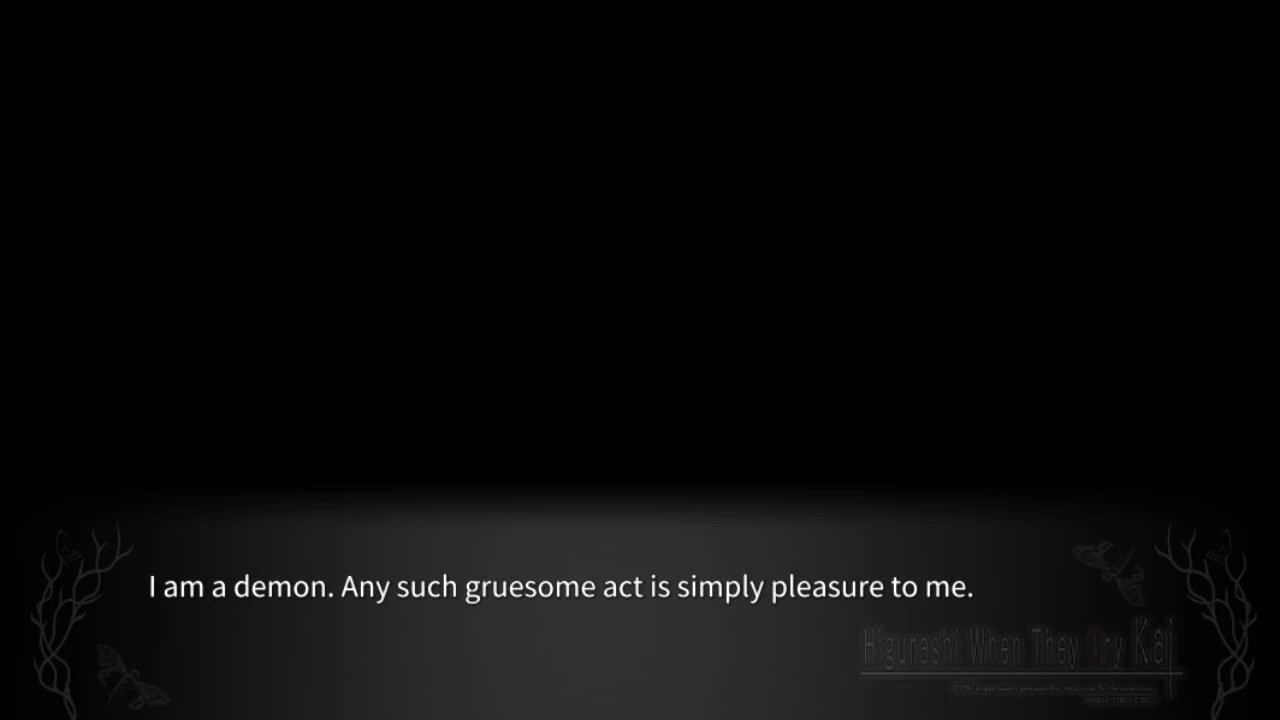 I am a demon. Any such gruesome act is simply pleasure to me.
Higurashi When They Cry Kai